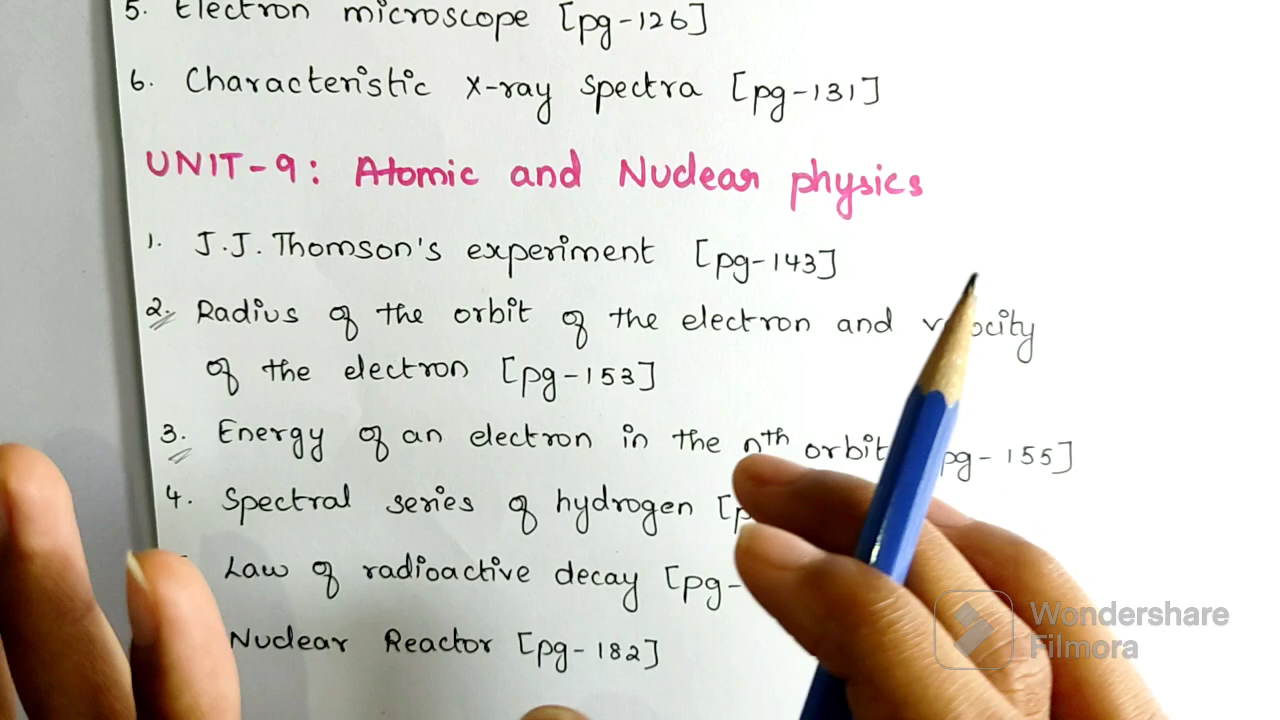 5. Electron microscope [pg-126]
6. Characteristic X-ray spectra [pg-131]
UNIT-9: Atomic and Nuclear physics
1. J.J. Thomson's experiment [pg-143]
2. Radius of the orbit of the electron and
of the electron [pg-153]
3. Energy of an electron in the nth orbit pg-155]
4. Spectral series of hydrogen [p
Law of radioactive decay [pg-
Nuclear Reactor [pg-182]
Wondershare
Filmora